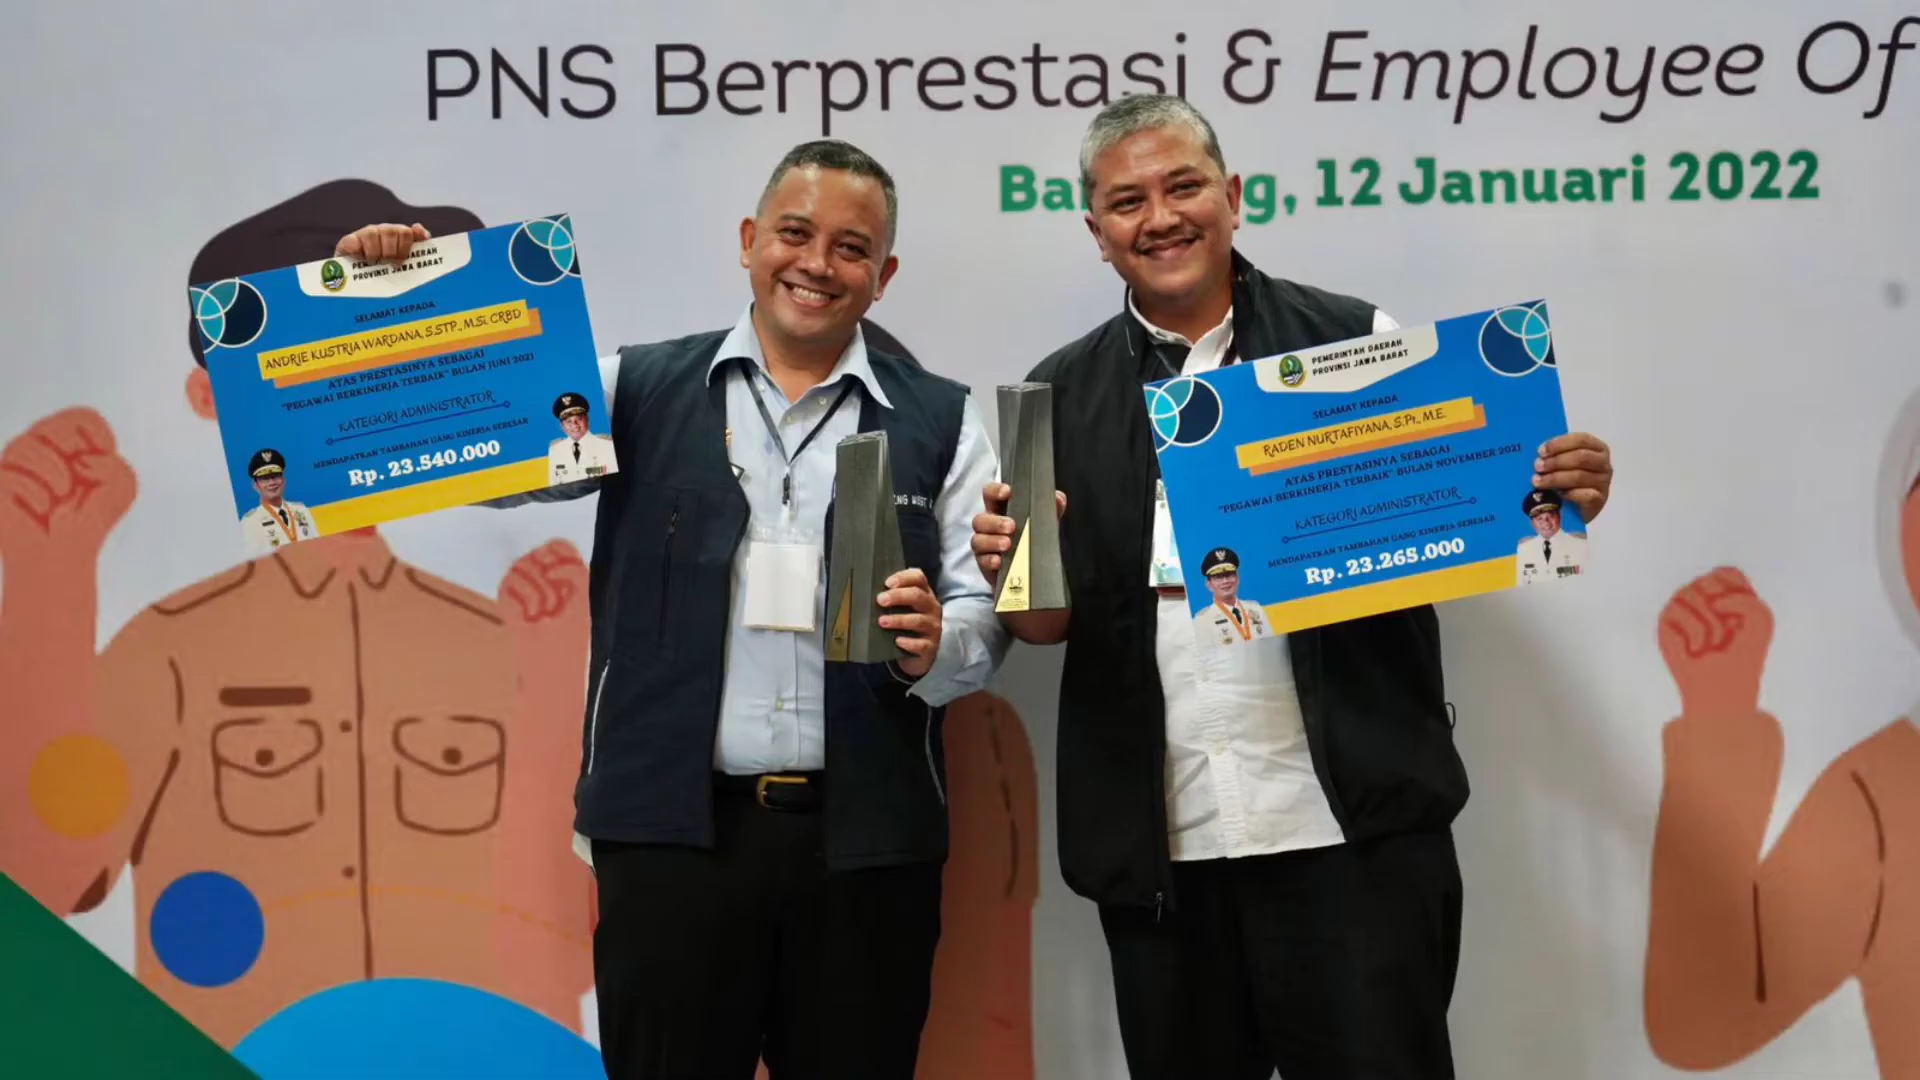 PNS Berprestasi & Employee Of
Ba g, 12 Januari 2022
DAERAH
PROVINSI JAWA BARAT
SELAMAT KEPADA
ANDRIE KUSTRIA WARDANA, S.STP., M.Si. CRBD
ATAS PRESTASINYA SEBAGAI
"PEGAWAI BERKINERJA TERBAIK" BULAN JUNI 2021
KATEGORI ADMINISTRATOR
MENDAPATKAN TAMBAHAN UANG KINERJA SEBESAR
Rp. 23.540.000
PEMERINTAH DAERAH
PROVINSI JAWA BARAT
SELAMAT KEPADA
RADEN NURTAFIYANA, S.Pt., M.E.
ATAS PRESTASINYA SEBAGAI
"PEGAWAI BERKINERJA TERBAIK" BULAN NOVEMBER 2021
KATEGORI ADMINISTRATOR
MENDAPATKAN TAMBAHAN UANG KINERJA SEBESAR
Rp. 23.265.000